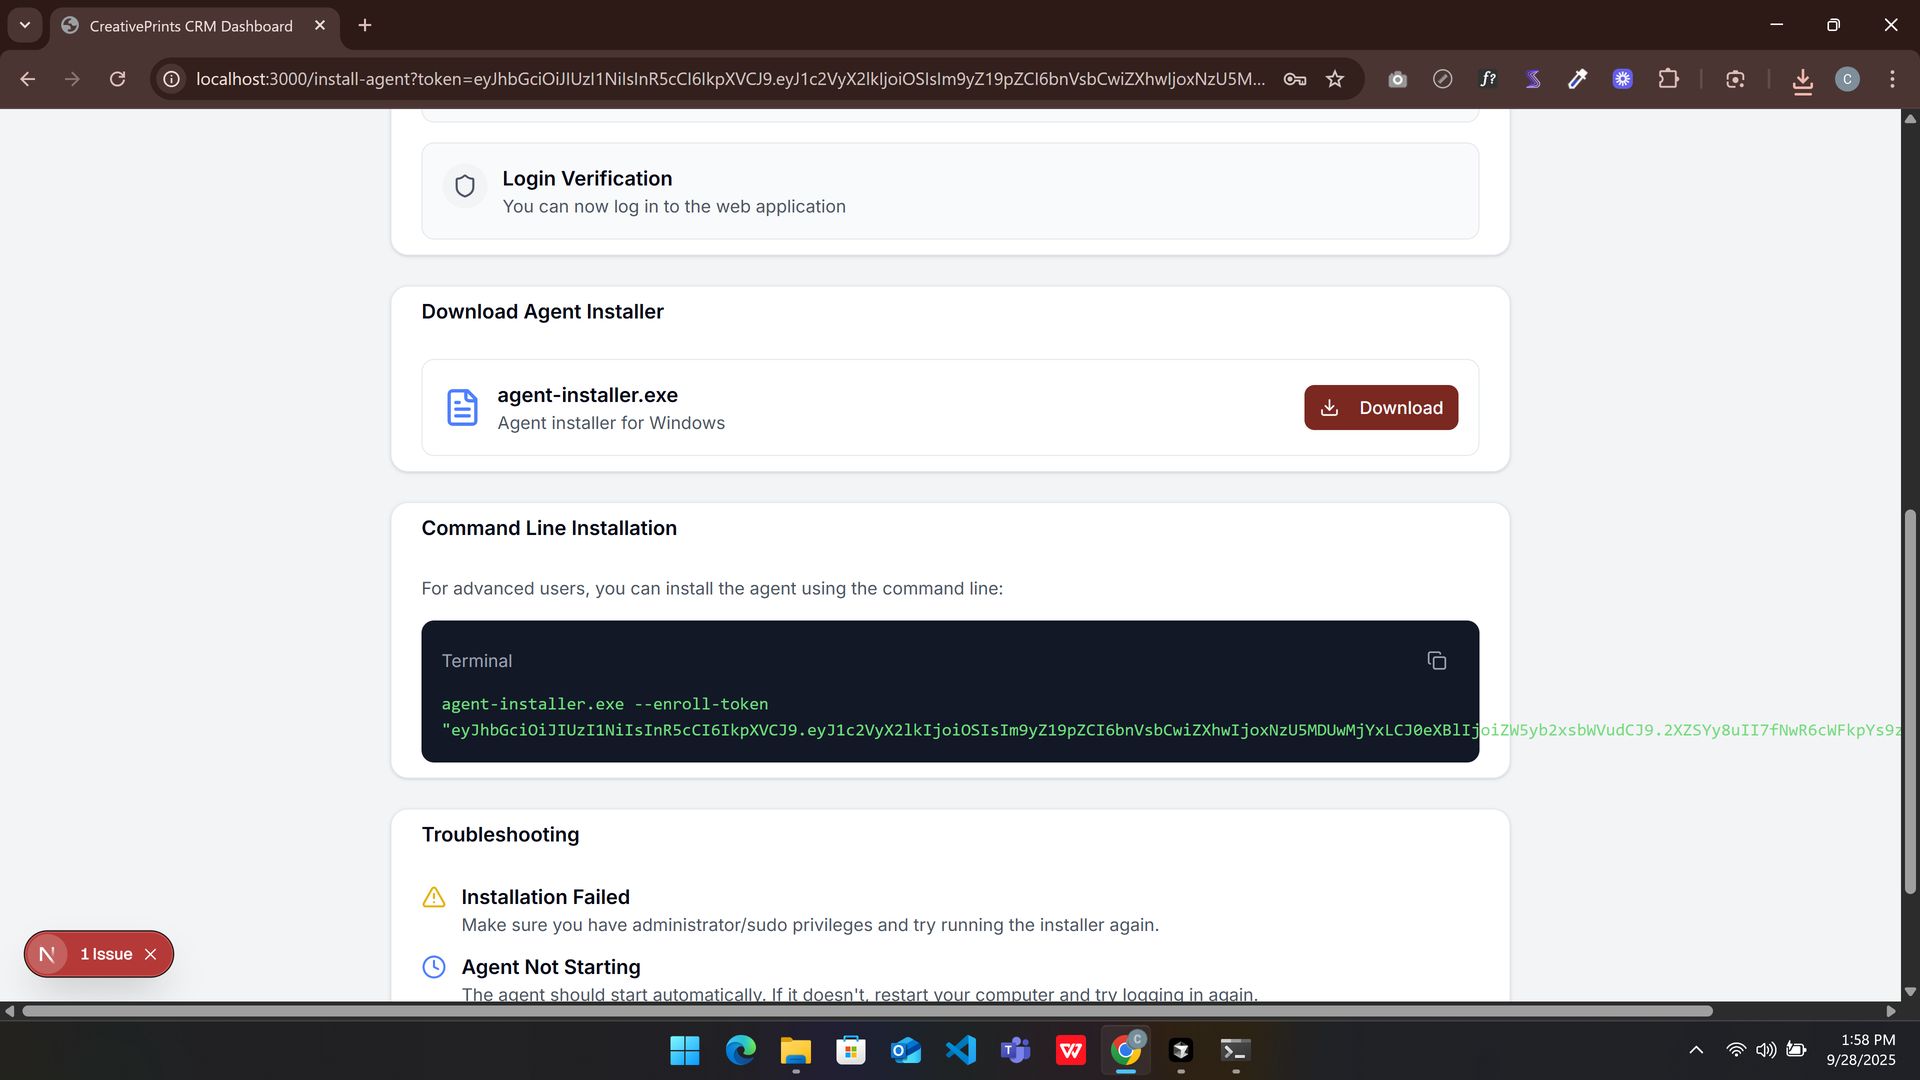 CreativePrints CRM Dashboard
localhost:3000/install-agent?token=eyJhbGciOiJIUzI1NiIsInR5cCI6IkpXVCJ9.eyJ1c2VyX2lkIjoiOSIsIm9yZ19pZCI6bnVsbCwiZXhwIjoxNzU5M...
f?
C
Login Verification
You can now log in to the web application
Download Agent Installer
agent-installer.exe
Agent installer for Windows
Download
Command Line Installation
For advanced users, you can install the agent using the command line:
Terminal
agent-installer.exe --enroll-token
"eyJhbGciOiJIUzI1NiIsInR5cCI6IkpXVCJ9.eyJ1c2VyX2lkIjoiOSIsIm9yZ19pZCI6bnVsbCwiZXhwIjoxNzU5MDUwMjYxLCJ0eXBlIjoiZW5yb2xsbWVudCJ9.2XZSYy8uII7fNwR6cWFkpYs9z
Troubleshooting
Installation Failed
Make sure you have administrator/sudo privileges and try running the installer again.
Agent Not Starting
The agent should start automatically. If it doesn't, restart your computer and try logging in again.
N 1 Issue
1:58 PM
9/28/2025